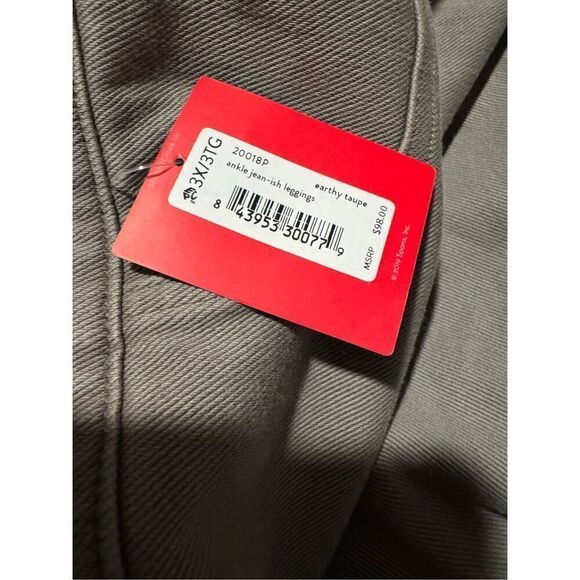 3X/3TG
20018P
ankle jean-ish leggings
earthy taupe
8 43953 30077 9
MSRP $98.00
© 2019 Spanx, Inc.